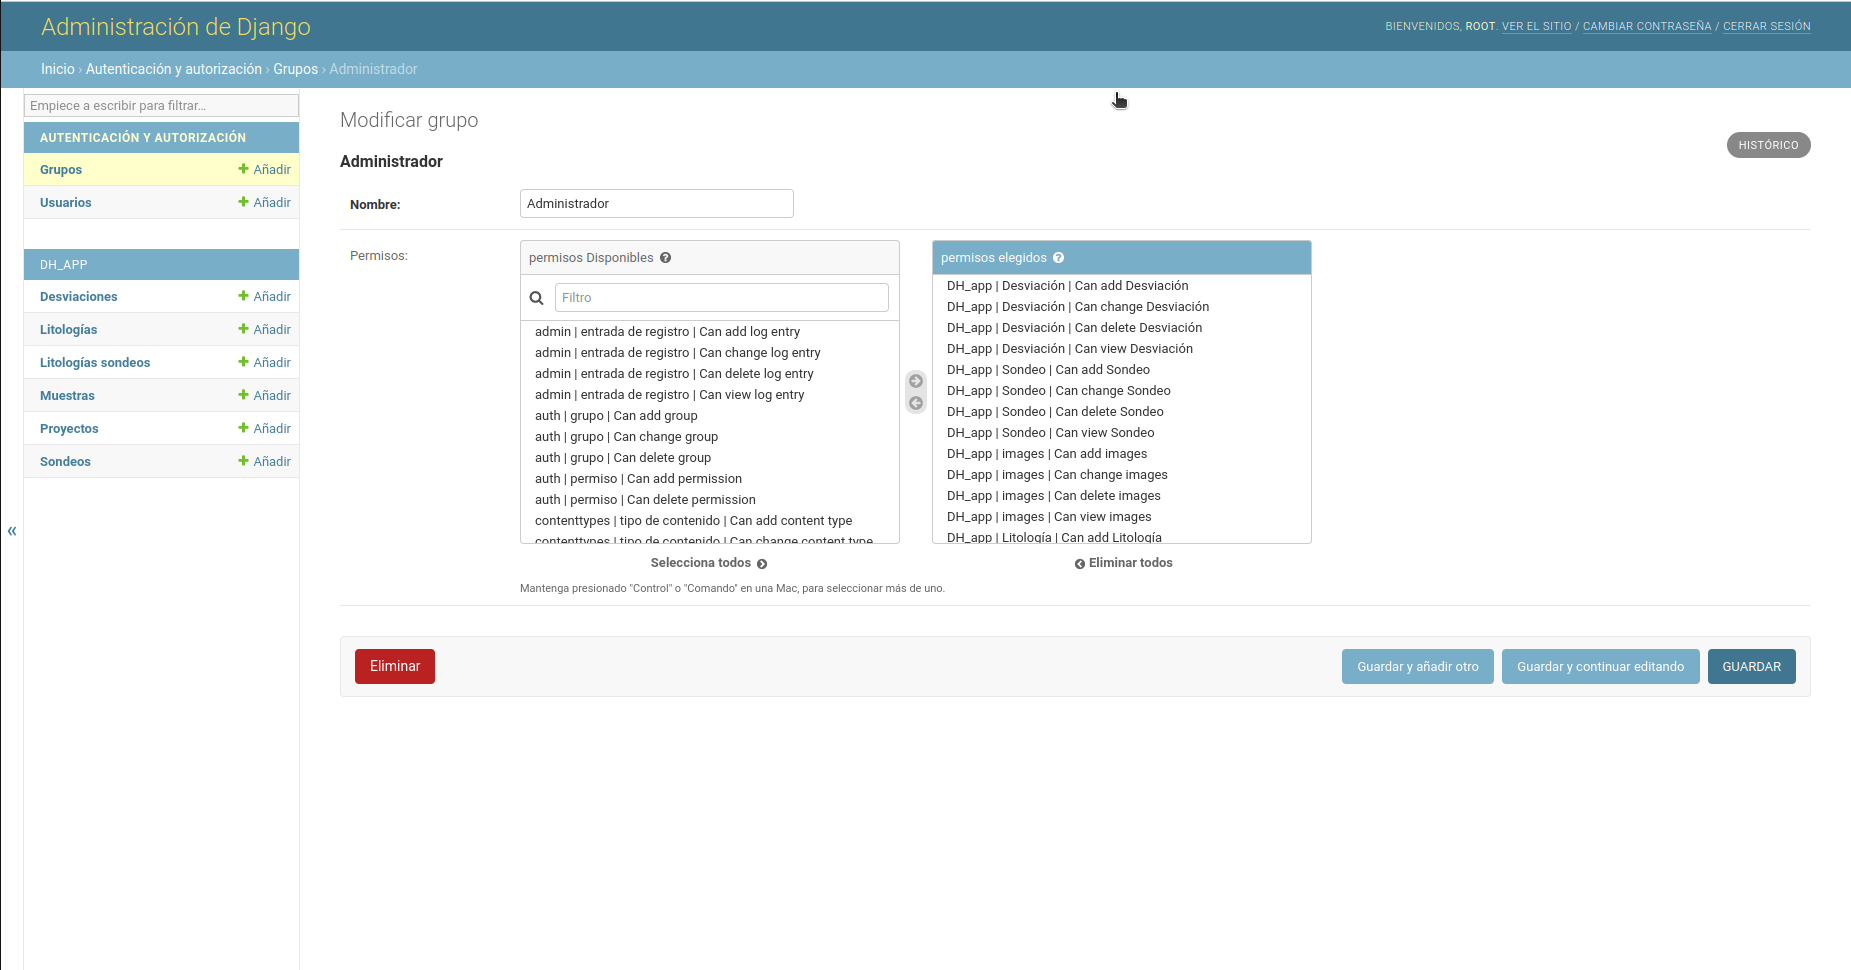 Administración de Django
BIENVENIDOS, ROOT. VER EL SITIO / CAMBIAR CONTRASEÑA / CERRAR SESIÓN
Inicio › Autenticación y autorización › Grupos › Administrador
Empiece a escribir para filtrar...
AUTENTICACIÓN Y AUTORIZACIÓN
Grupos Añadir
Usuarios Añadir
DH_APP
Desviaciones Añadir
Litologías Añadir
Litologías sondeos Añadir
Muestras Añadir
Proyectos Añadir
Sondeos Añadir
«
Modificar grupo
HISTÓRICO
Administrador
Nombre: Administrador
Permisos:
permisos Disponibles ?
Filtro
admin | entrada de registro | Can add log entry
admin | entrada de registro | Can change log entry
admin | entrada de registro | Can delete log entry
admin | entrada de registro | Can view log entry
auth | grupo | Can add group
auth | grupo | Can change group
auth | grupo | Can delete group
auth | permiso | Can add permission
auth | permiso | Can delete permission
contenttypes | tipo de contenido | Can add content type
contenttypes | tipo de contenido | Can change content type
Selecciona todos
permisos elegidos ?
DH_app | Desviación | Can add Desviación
DH_app | Desviación | Can change Desviación
DH_app | Desviación | Can delete Desviación
DH_app | Desviación | Can view Desviación
DH_app | Sondeo | Can add Sondeo
DH_app | Sondeo | Can change Sondeo
DH_app | Sondeo | Can delete Sondeo
DH_app | Sondeo | Can view Sondeo
DH_app | images | Can add images
DH_app | images | Can change images
DH_app | images | Can delete images
DH_app | images | Can view images
DH_app | Litología | Can add Litología
Eliminar todos
Mantenga presionado "Control" o "Comando" en una Mac, para seleccionar más de uno.
Eliminar
Guardar y añadir otro
Guardar y continuar editando
GUARDAR